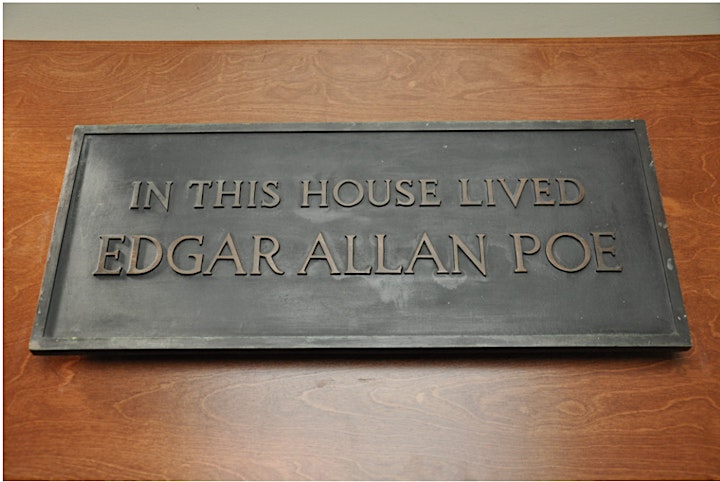 IN THIS HOUSE LIVED
EDGAR ALLAN POE